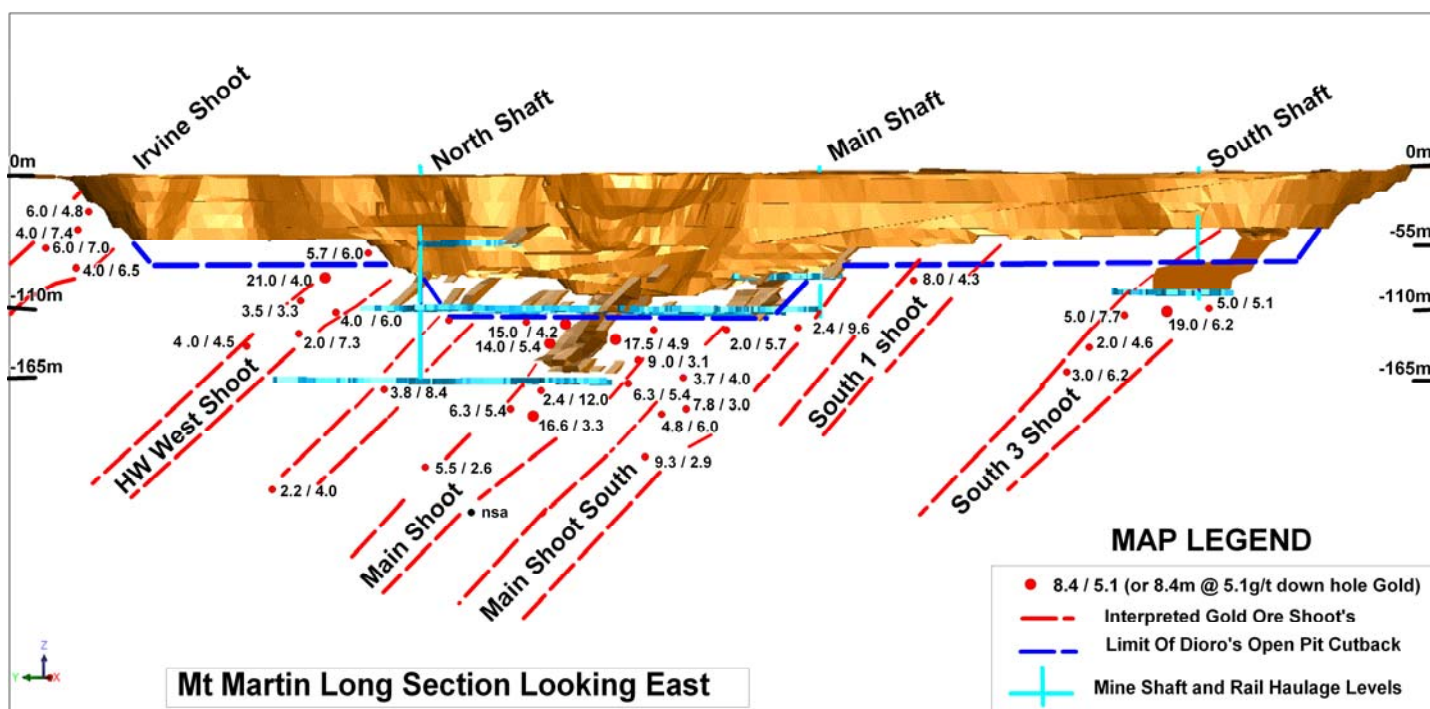 Irvine Shoot
North Shaft
Main Shaft
South Shaft
0m
0m
6.0 / 4.8
4.0 / 7.4
6.0 / 7.0
4.0 / 6.5
5.7 / 6.0
-55m
-55m
21.0 / 4.0
8.0 / 4.3
-110m
-110m
3.5 / 3.3
4.0 / 6.0
15.0 / 4.2
2.4 / 9.6
5.0 / 7.7
5.0 / 5.1
19.0 / 6.2
4 .0 / 4.5
2.0 / 7.3
14.0 / 5.4
17.5 / 4.9
2.0 / 5.7
2.0 / 4.6
9 .0 / 3.1
-165m
-165m
3.7 / 4.0
3.0 / 6.2
3.8 / 8.4
2.4 / 12.0
6.3 / 5.4
6.3 / 5.4
7.8 / 3.0
16.6 / 3.3
4.8 / 6.0
HW West Shoot
South 1 shoot
South 3 Shoot
5.5 / 2.6
9.3 / 2.9
2.2 / 4.0
Main Shoot
nsa
Main Shoot South
MAP LEGEND
8.4 / 5.1 (or 8.4m @ 5.1g/t down hole Gold)
Interpreted Gold Ore Shoot's
Limit Of Dioro's Open Pit Cutback
Mine Shaft and Rail Haulage Levels
Z
Y
X
Mt Martin Long Section Looking East